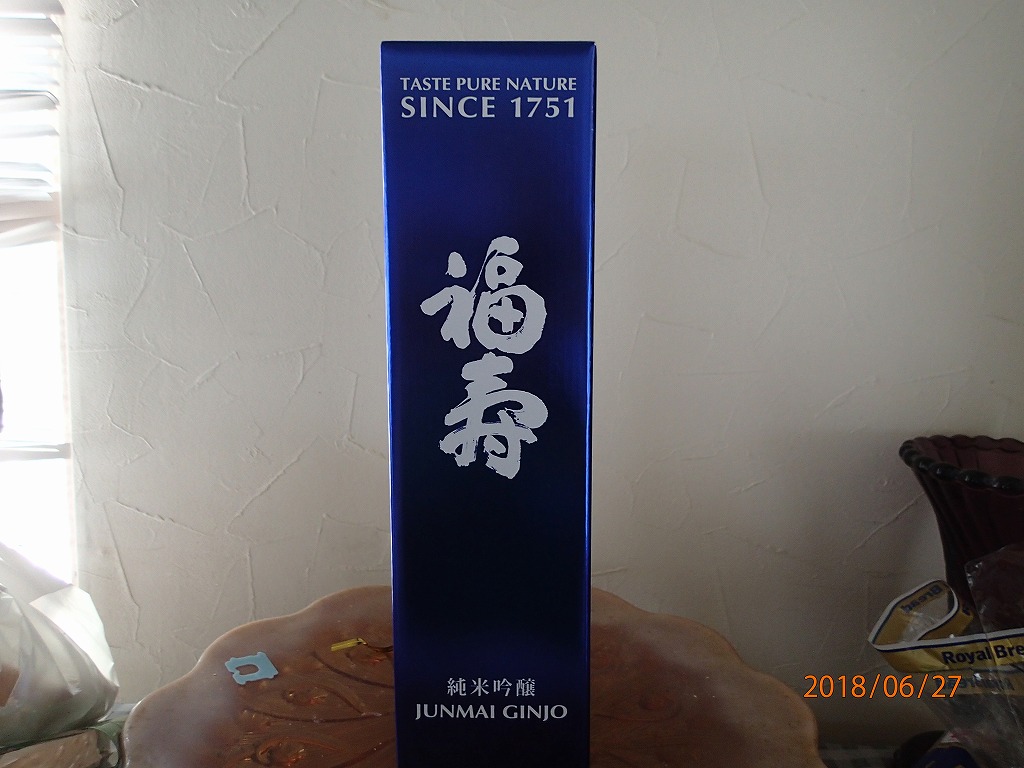 TASTE PURE NATURE
SINCE 1751
福
寿
純米吟醸
JUNMAI GINJO
Royal Bre
2018/06/27